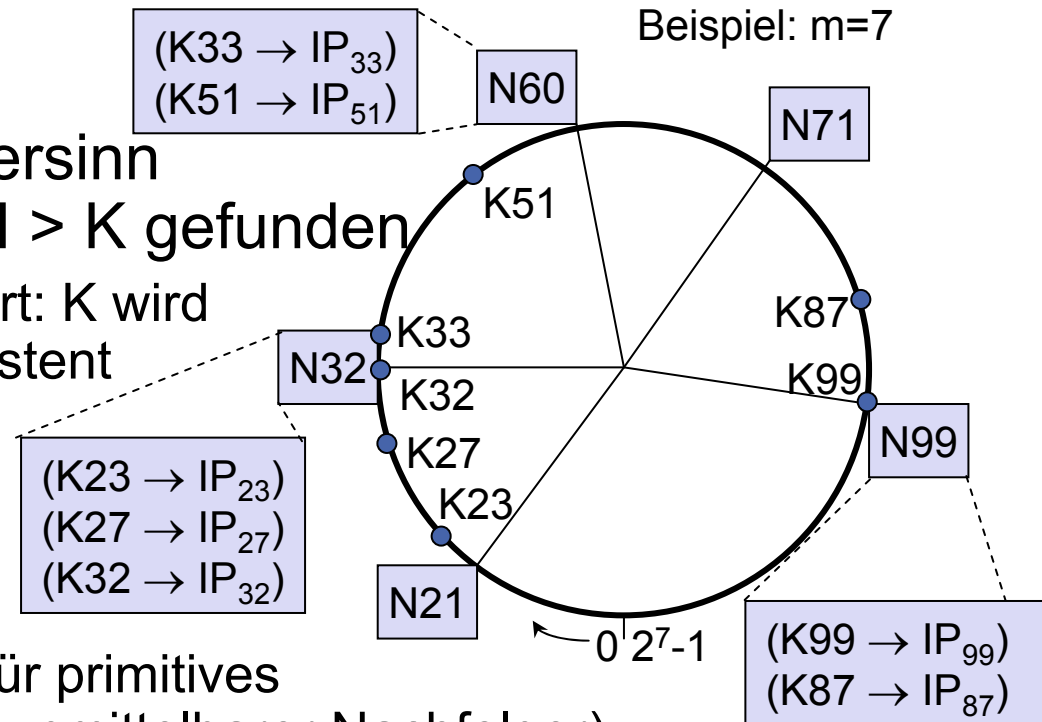 Beispiel: m=7
(K33 → IP33)
(K51 → IP51)
N60
N71
ersinn
K51
> K gefunden
rt: K wird
stent
K33
N32
K32
K87
K99
N99
K27
K23
(K23 → IP23)
(K27 → IP27)
(K32 → IP32)
N21
0 2^7-1
(K99 → IP99)
(K87 → IP87)
ür primitives
mittelbarer Nachfolger)